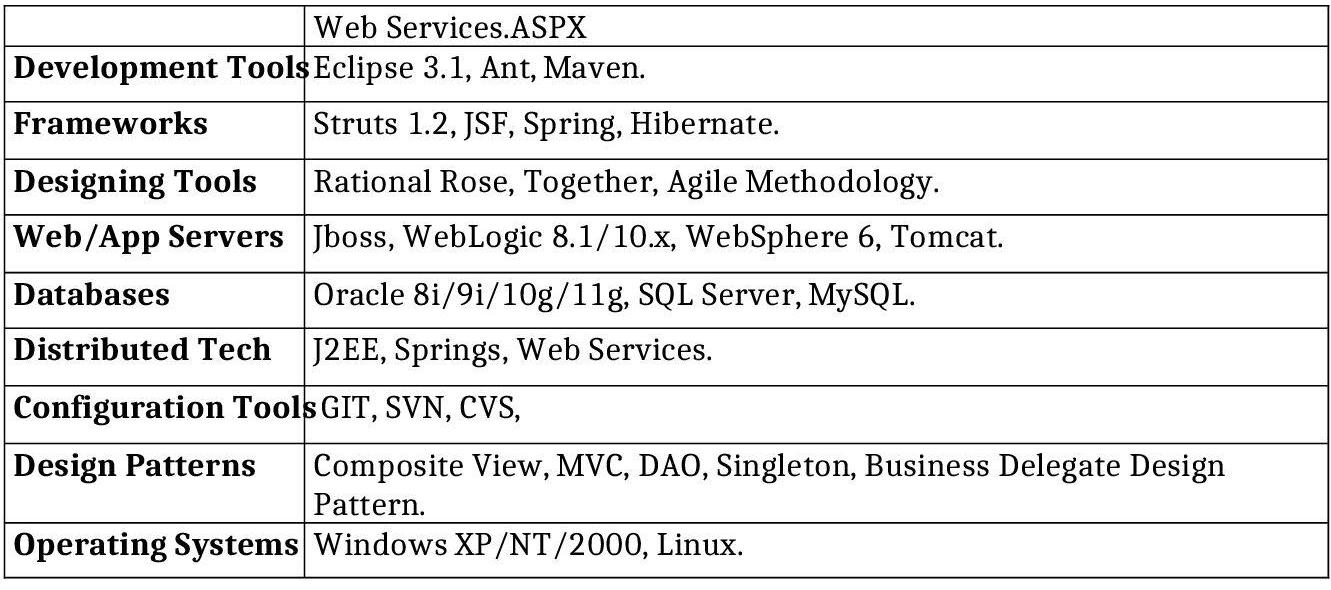 Web Services.ASPX
Development Tools Eclipse 3.1, Ant, Maven.
Frameworks Struts 1.2, JSF, Spring, Hibernate.
Designing Tools Rational Rose, Together, Agile Methodology.
Web/App Servers Jboss, WebLogic 8.1/10.x, WebSphere 6, Tomcat.
Databases Oracle 8i/9i/10g/11g, SQL Server, MySQL.
Distributed Tech J2EE, Springs, Web Services.
Configuration Tools GIT, SVN, CVS,
Design Patterns Composite View, MVC, DAO, Singleton, Business Delegate Design
Pattern.
Operating Systems Windows XP/NT/2000, Linux.